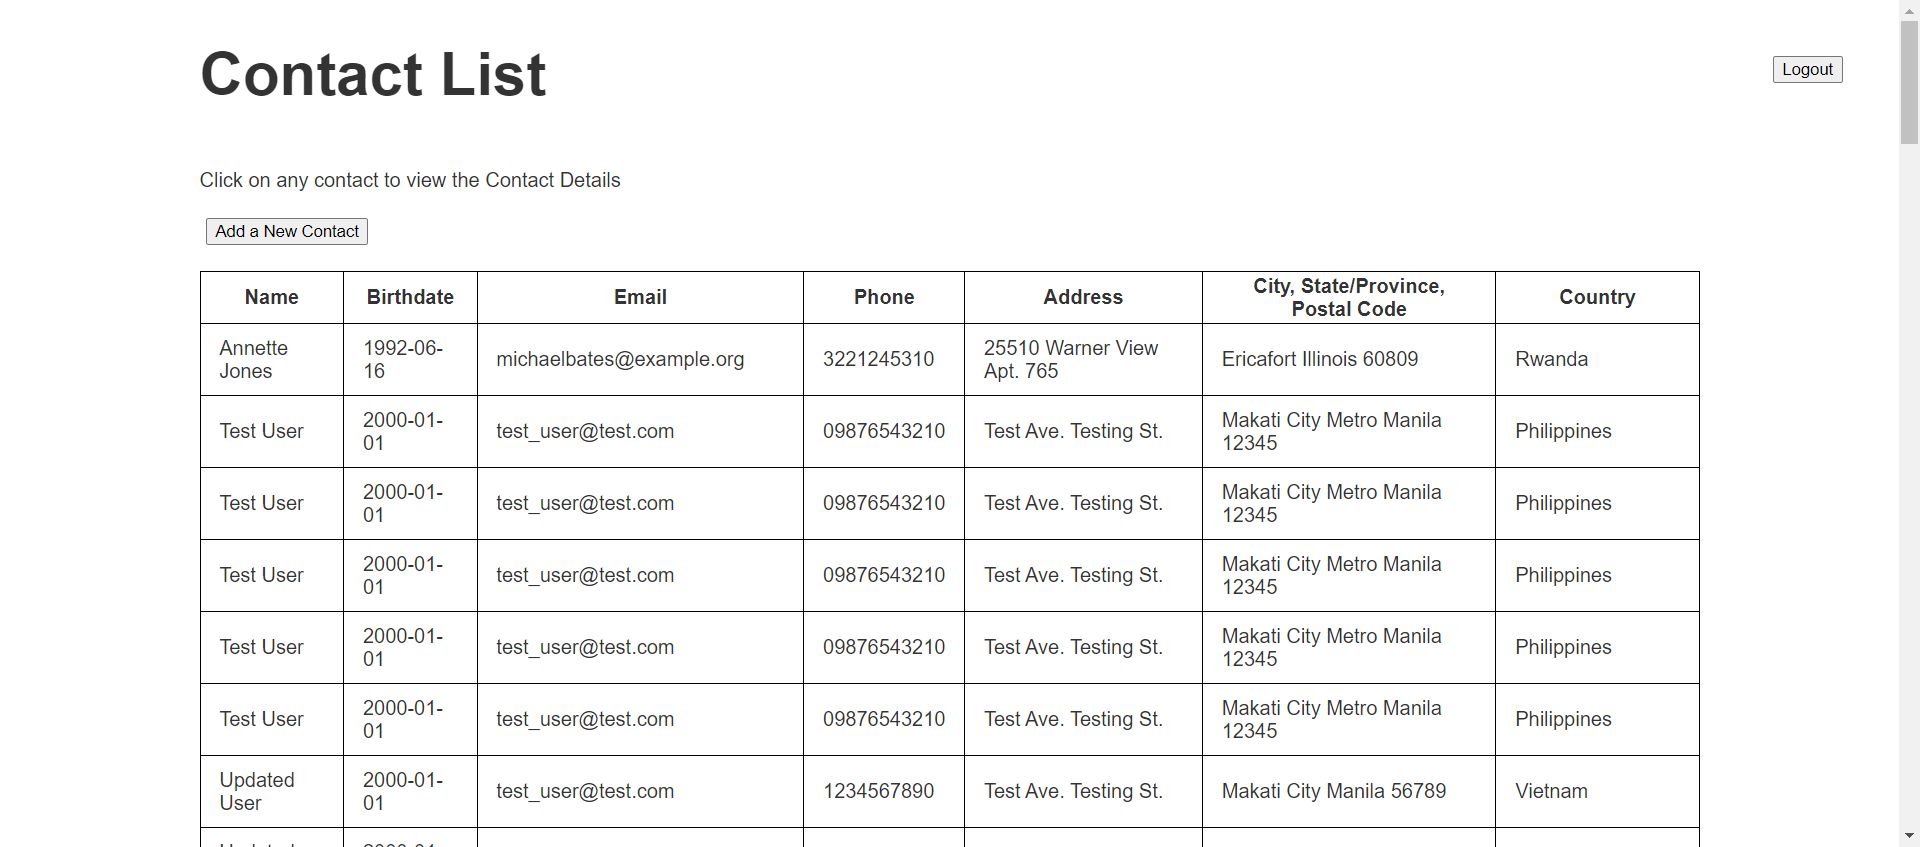 Contact List
Logout
Click on any contact to view the Contact Details
Add a New Contact
Name Birthdate Email Phone Address City, State/Province, Postal Code Country
Annette Jones 1992-06-16 michaelbates@example.org 3221245310 25510 Warner View Apt. 765 Ericafort Illinois 60809 Rwanda
Test User 2000-01-01 test_user@test.com 09876543210 Test Ave. Testing St. Makati City Metro Manila 12345 Philippines
Test User 2000-01-01 test_user@test.com 09876543210 Test Ave. Testing St. Makati City Metro Manila 12345 Philippines
Test User 2000-01-01 test_user@test.com 09876543210 Test Ave. Testing St. Makati City Metro Manila 12345 Philippines
Test User 2000-01-01 test_user@test.com 09876543210 Test Ave. Testing St. Makati City Metro Manila 12345 Philippines
Test User 2000-01-01 test_user@test.com 09876543210 Test Ave. Testing St. Makati City Metro Manila 12345 Philippines
Updated User 2000-01-01 test_user@test.com 1234567890 Test Ave. Testing St. Makati City Manila 56789 Vietnam